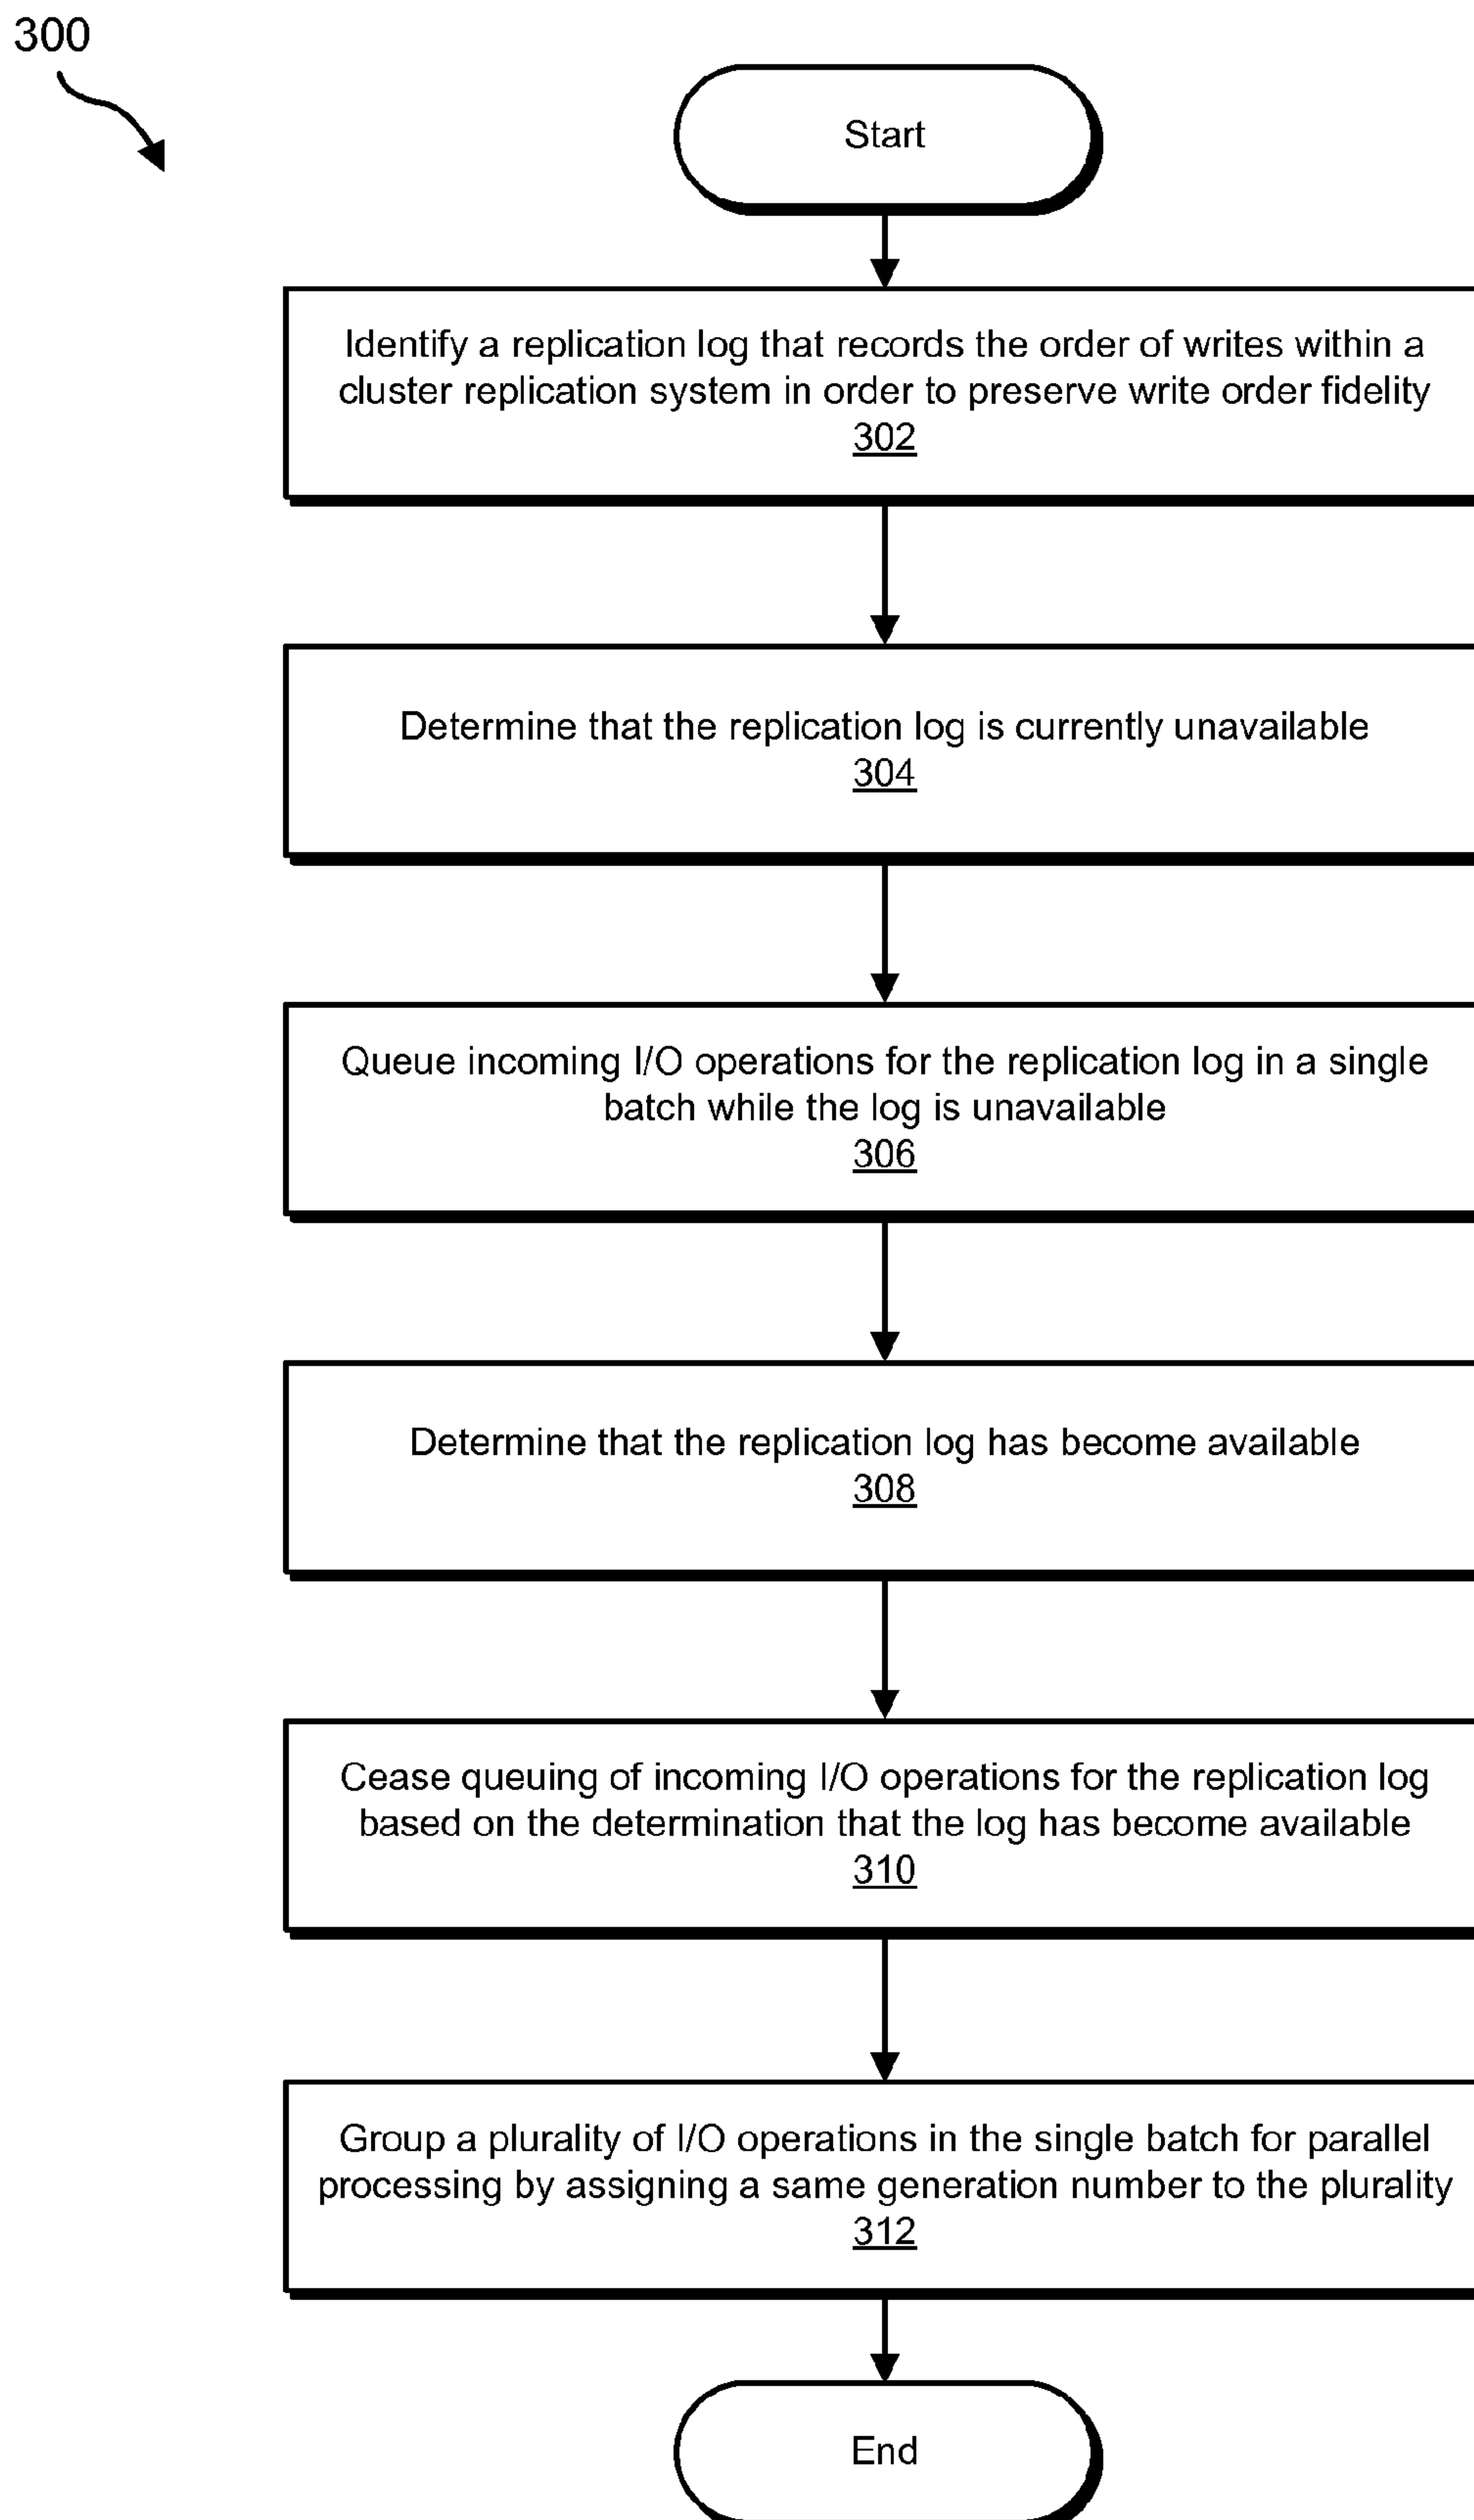 300
Start
Identify a replication log that records the order of writes within a
cluster replication system in order to preserve write order fidelity
302
Determine that the replication log is currently unavailable
304
Queue incoming I/O operations for the replication log in a single
batch while the log is unavailable
306
Determine that the replication log has become available
308
Cease queuing of incoming I/O operations for the replication log
based on the determination that the log has become available
310
Group a plurality of I/O operations in the single batch for parallel
processing by assigning a same generation number to the plurality
312
End